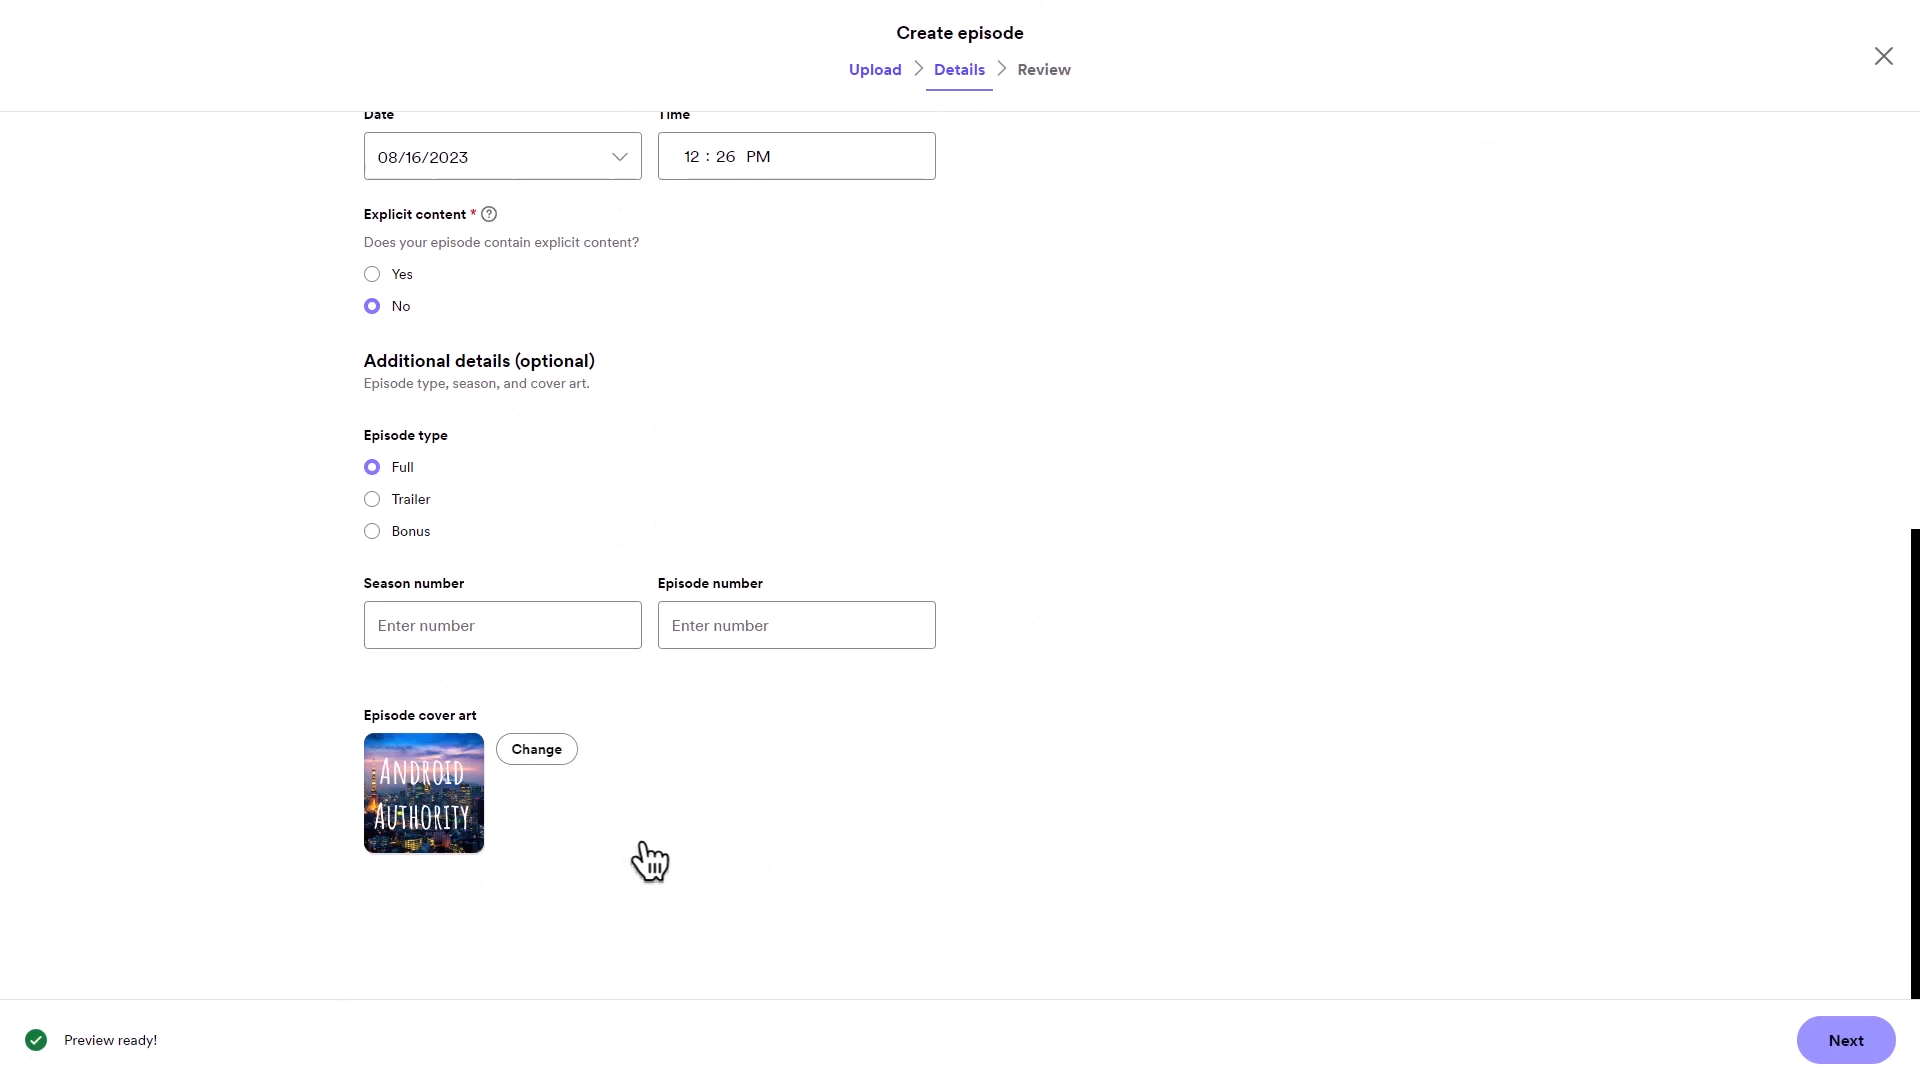 Create episode
Upload > Details > Review
Date Time
08/16/2023 12 : 26 PM
Explicit content * ?
Does your episode contain explicit content?
Yes
No
Additional details (optional)
Episode type, season, and cover art.
Episode type
Full
Trailer
Bonus
Season number Episode number
Enter number Enter number
Episode cover art
Change
ANDROID
AUTHORITY
Preview ready!
Next